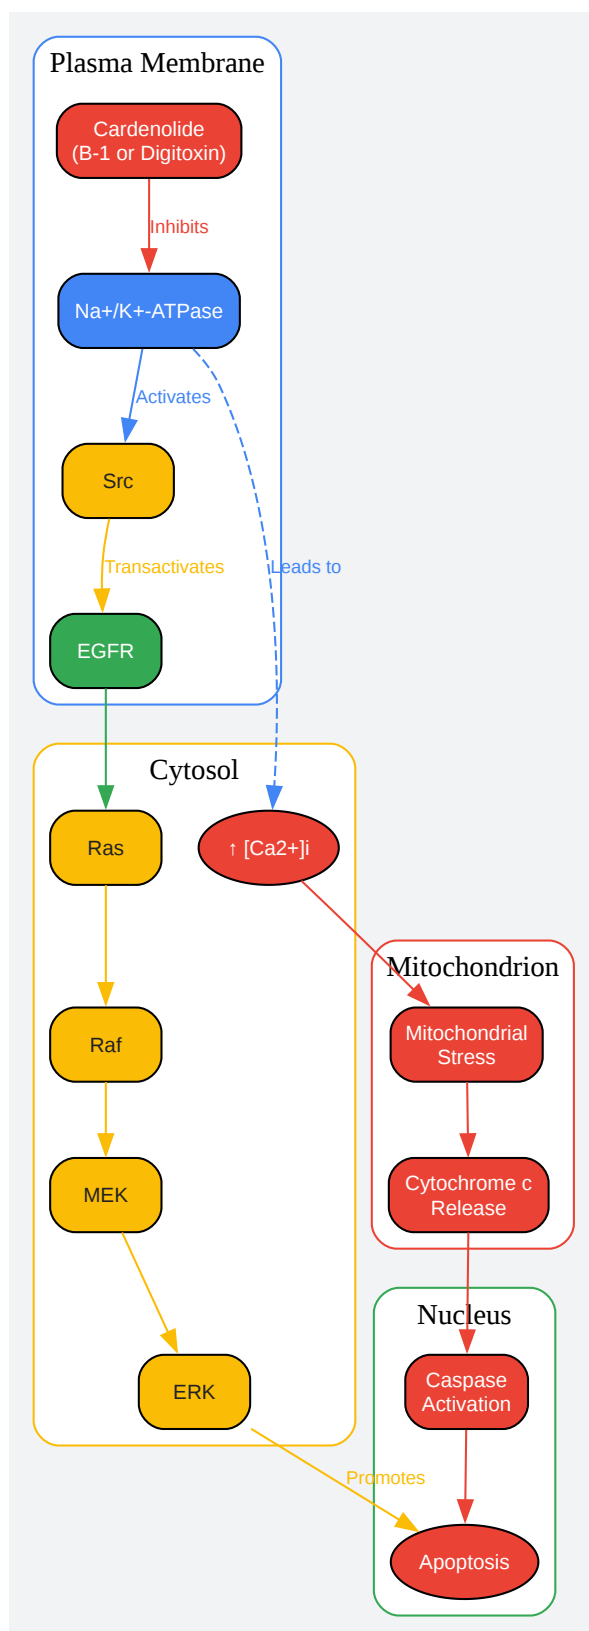 Plasma Membrane
Cardenolide
(B-1 or Digitoxin)
Inhibits
Na+/K+-ATPase
Activates
Src
Transactivates
Leads to
EGFR
Cytosol
Ras
↑ [Ca2+]i
Mitochondrion
Raf
Mitochondrial
Stress
MEK
Cytochrome c
Release
Nucleus
ERK
Caspase
Activation
Promotes
Apoptosis